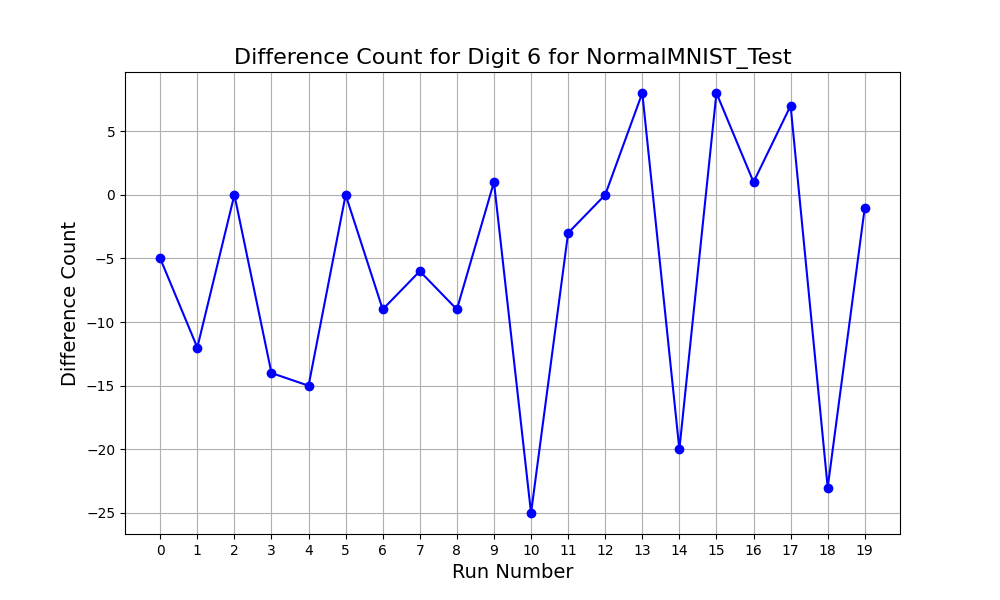 Difference Count for Digit 6 for NormalMNIST_Test
Difference Count
5
0
−5
−10
−15
−20
−25
0 1 2 3 4 5 6 7 8 9 10 11 12 13 14 15 16 17 18 19
Run Number